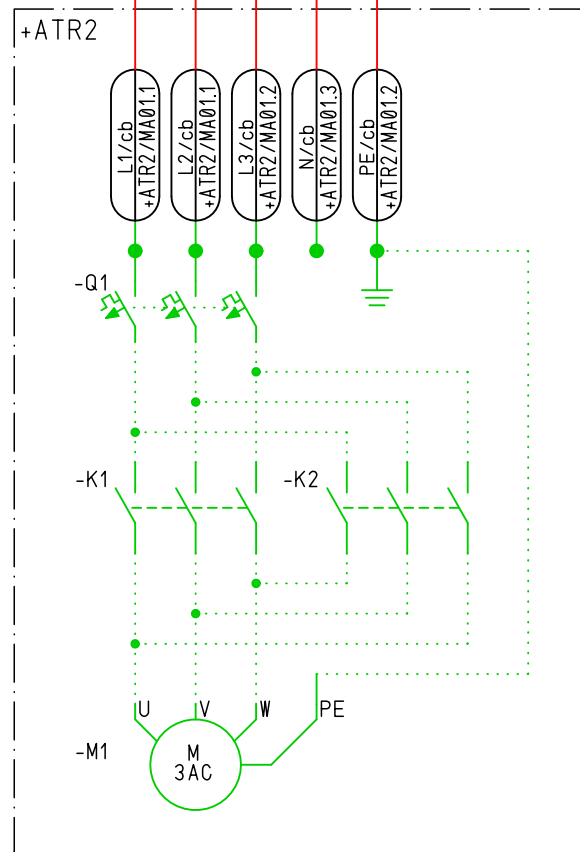 +ATR2
L1/cb
+ATR2/MA01.1
L2/cb
+ATR2/MA01.1
L3/cb
+ATR2/MA01.2
N/cb
+ATR2/MA01.3
PE/cb
+ATR2/MA01.2
-Q1
-K1
-K2
U
V
W
PE
-M1
M
3AC